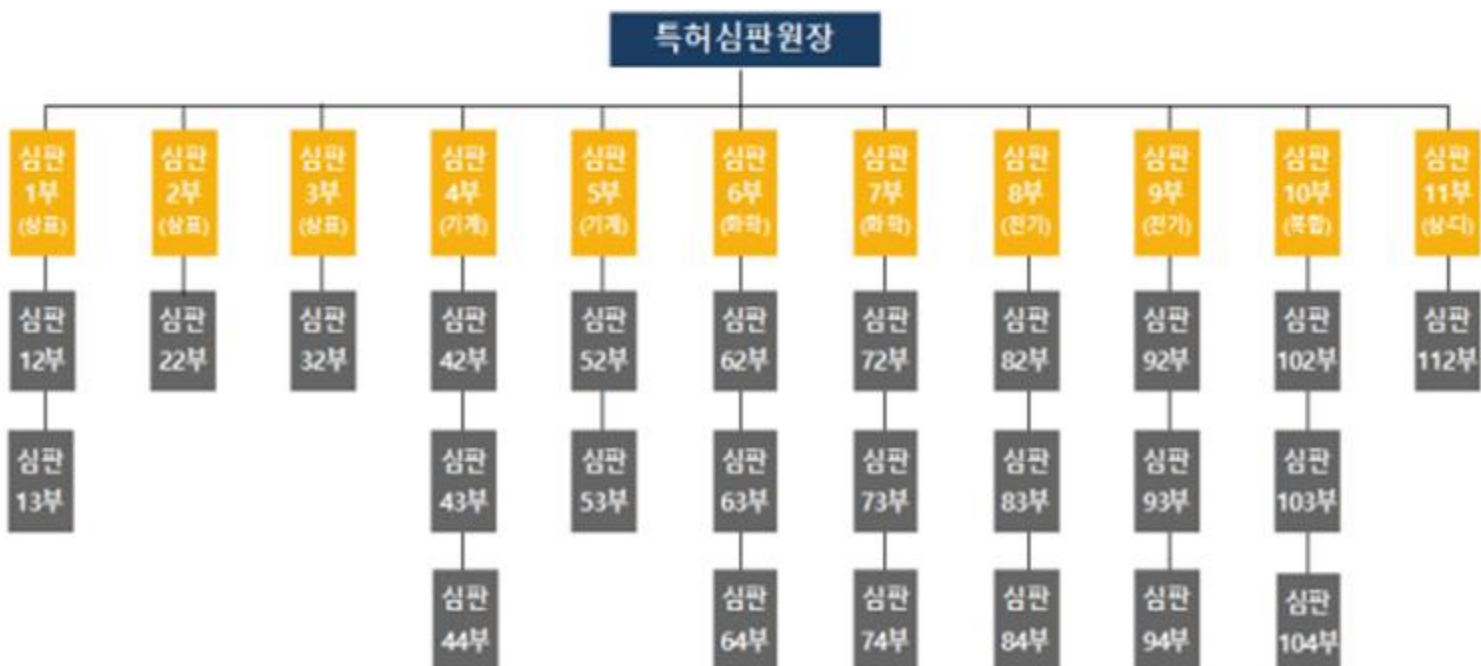 특허심판원장
심판
1부
(상표)
심판
2부
(상표)
심판
3부
(상표)
심판
4부
(기계)
심판
5부
(기계)
심판
6부
(화학)
심판
7부
(화학)
심판
8부
(전기)
심판
9부
(전기)
심판
10부
(복합)
심판
11부
(상·디)
심판
12부
심판
22부
심판
32부
심판
42부
심판
52부
심판
62부
심판
72부
심판
82부
심판
92부
심판
102부
심판
112부
심판
13부
심판
43부
심판
53부
심판
63부
심판
73부
심판
83부
심판
93부
심판
103부
심판
44부
심판
64부
심판
74부
심판
84부
심판
94부
심판
104부